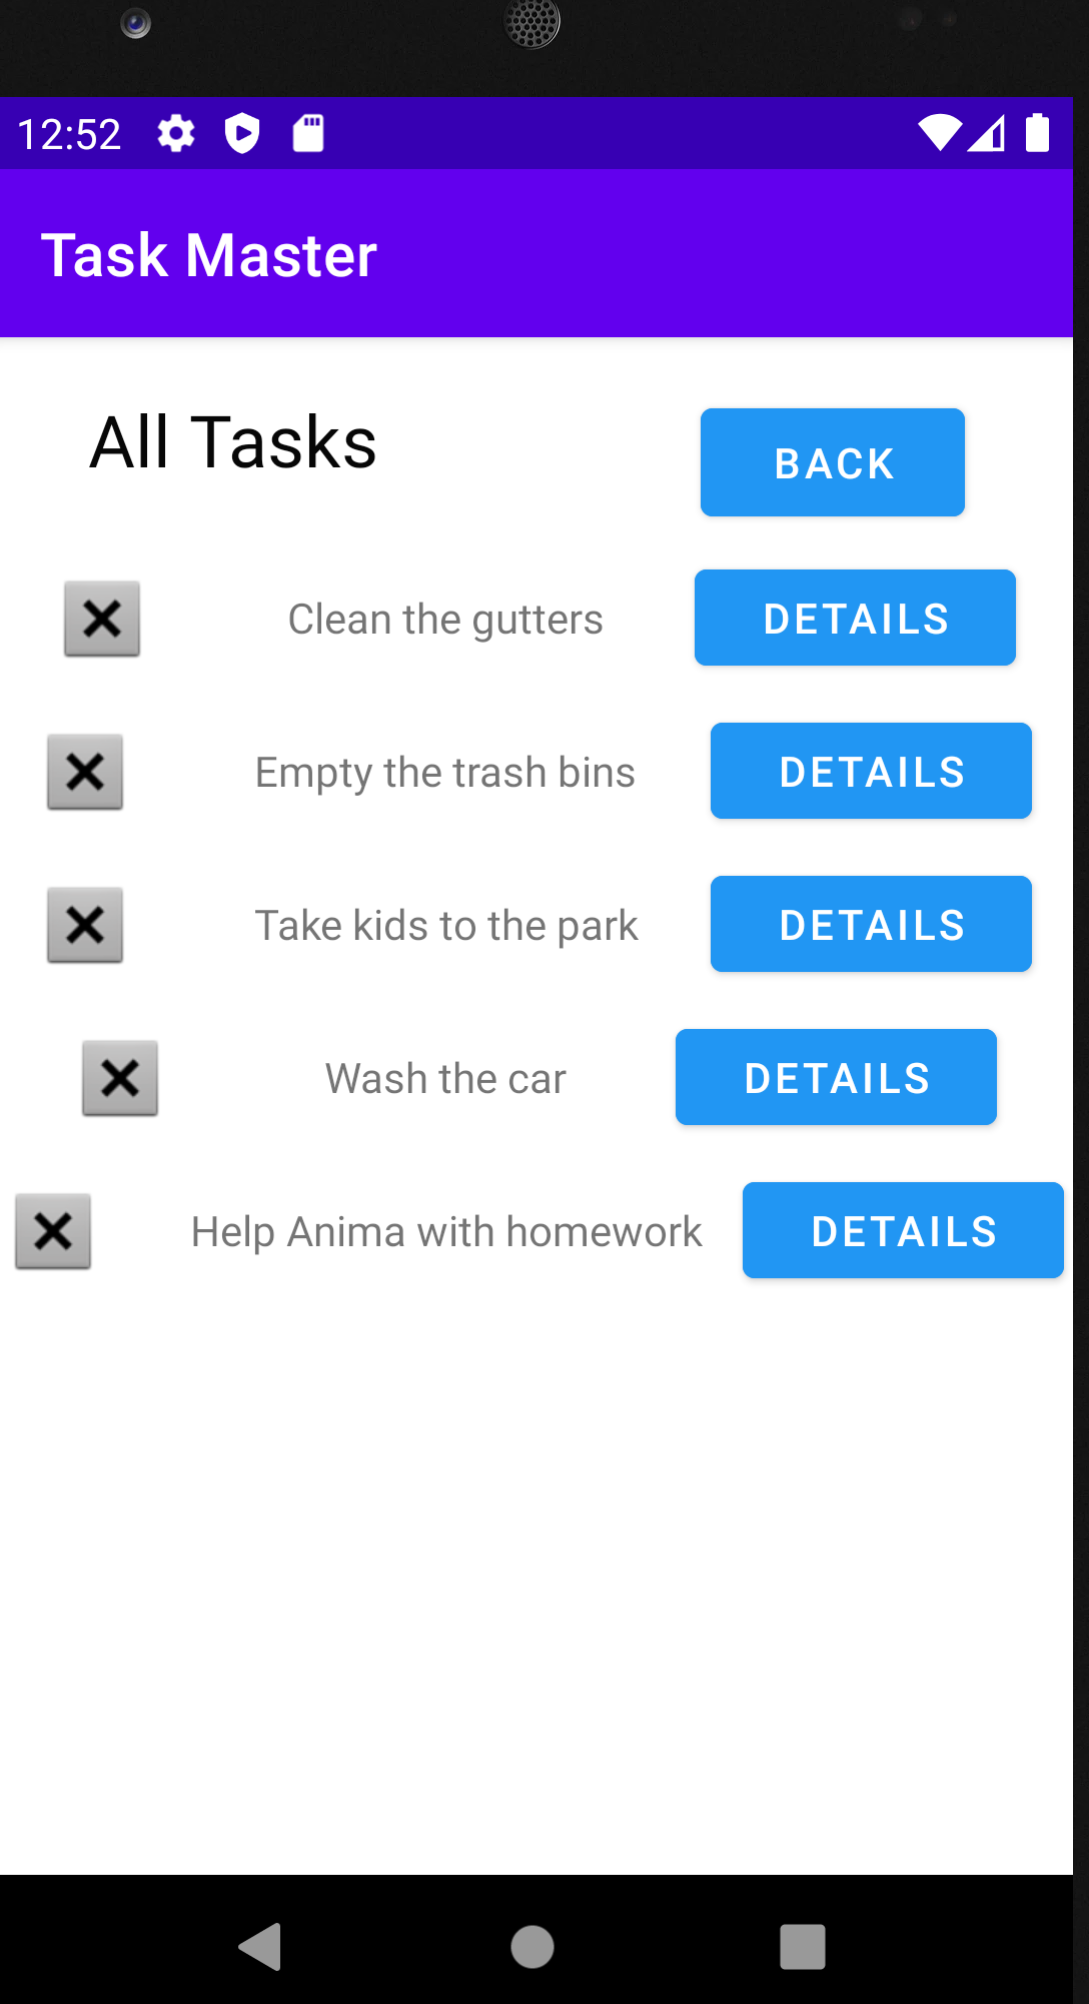 12:52
Task Master
All Tasks BACK
Clean the gutters DETAILS
Empty the trash bins DETAILS
Take kids to the park DETAILS
Wash the car DETAILS
Help Anima with homework DETAILS